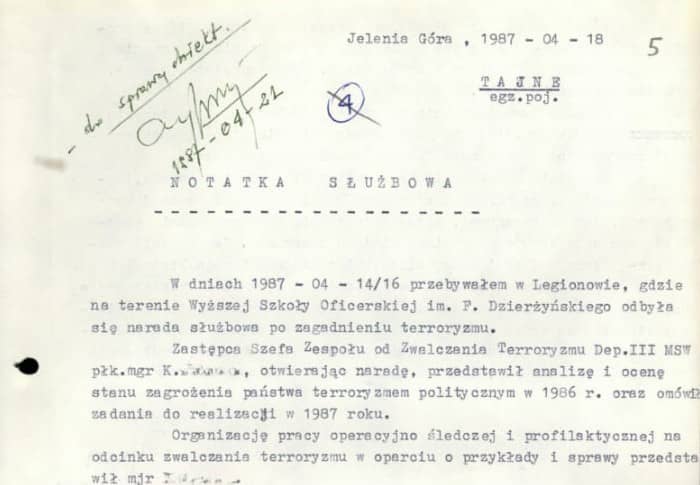 Jelenia Góra , 1987 - 04 - 18
5
- do sprawy obiekt.
TAJNE
egz.poj.
4
1987-04-21
NOTATKA SŁUŻBOWA
W dniach 1987 - 04 - 14/16 przebywałem w Legionowie, gdzie
na terenie Wyższej Szkoły Oficerskiej im. F. Dzierżyńskiego odbyła
się narada służbowa po zagadnieniu terroryzmu.
Zastępca Szefa Zespołu od Zwalczania Terroryzmu Dep.III MSW
płk.mgr K. , otwierając naradę, przedstawił analizę i ocenę
stanu zagrożenia państwa terroryzmem politycznym w 1986 r. oraz omówił
zadania do realizacji w 1987 roku.
Organizację pracy operacyjno śledczej i profilaktycznej na
odcinku zwalczania terroryzmu w oparciu o przykłady i sprawy przedsta
wił mjr